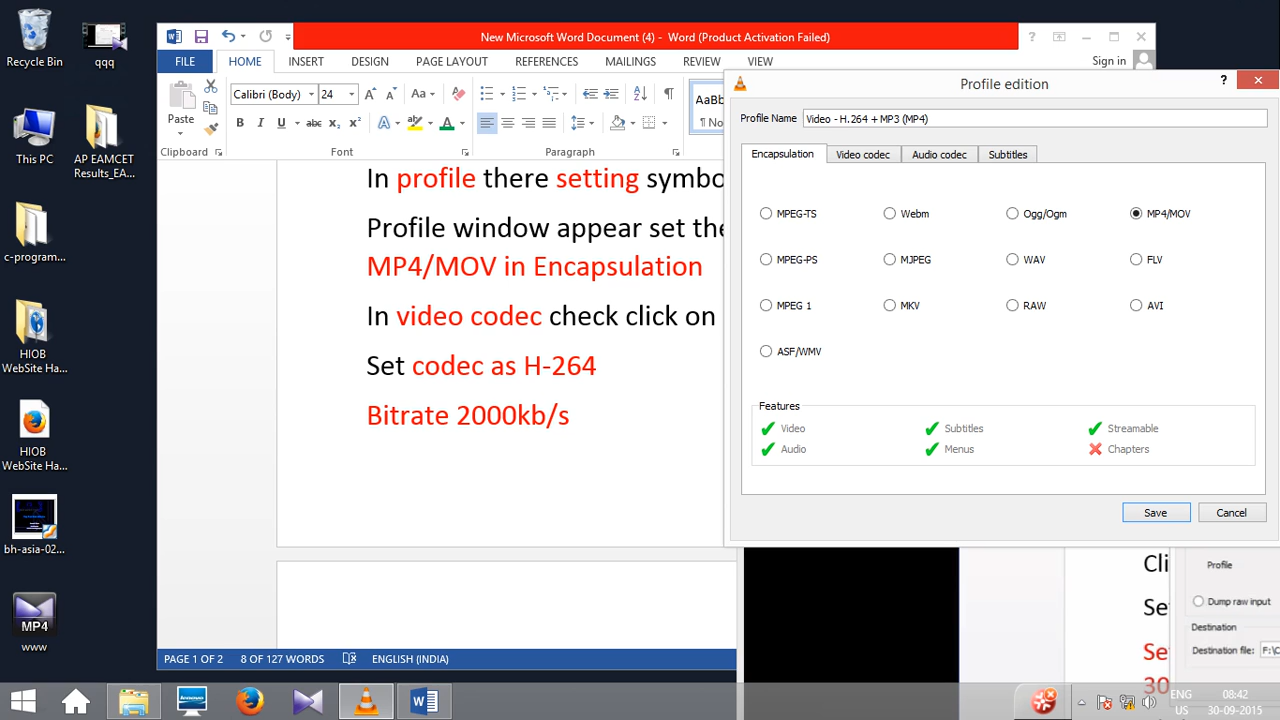 Recycle Bin
qqq
This PC
AP EAMCET
Results_EA...
c-program...
HIOB
WebSite Ha...
HIOB
WebSite Ha...
bh-asia-02...
MP4
www
New Microsoft Word Document (4) - Word (Product Activation Failed)
FILE HOME INSERT DESIGN PAGE LAYOUT REFERENCES MAILINGS REVIEW VIEW Sign in
Paste
Calibri (Body) 24
Clipboard Font Paragraph
AaBb
¶ No
In profile there setting symbo
Profile window appear set the
MP4/MOV in Encapsulation
In video codec check click on
Set codec as H-264
Bitrate 2000kb/s
PAGE 1 OF 2 8 OF 127 WORDS ENGLISH (INDIA)
Profile edition
Profile Name Video - H.264 + MP3 (MP4)
Encapsulation Video codec Audio codec Subtitles
MPEG-TS Webm Ogg/Ogm MP4/MOV
MPEG-PS MJPEG WAV FLV
MPEG 1 MKV RAW AVI
ASF/WMV
Features
Video Subtitles Streamable
Audio Menus Chapters
Save Cancel
Cli
Se
Se
30
Profile
Dump raw input
Destination
Destination file: F:\C
ENG
US
08:42
30-09-2015